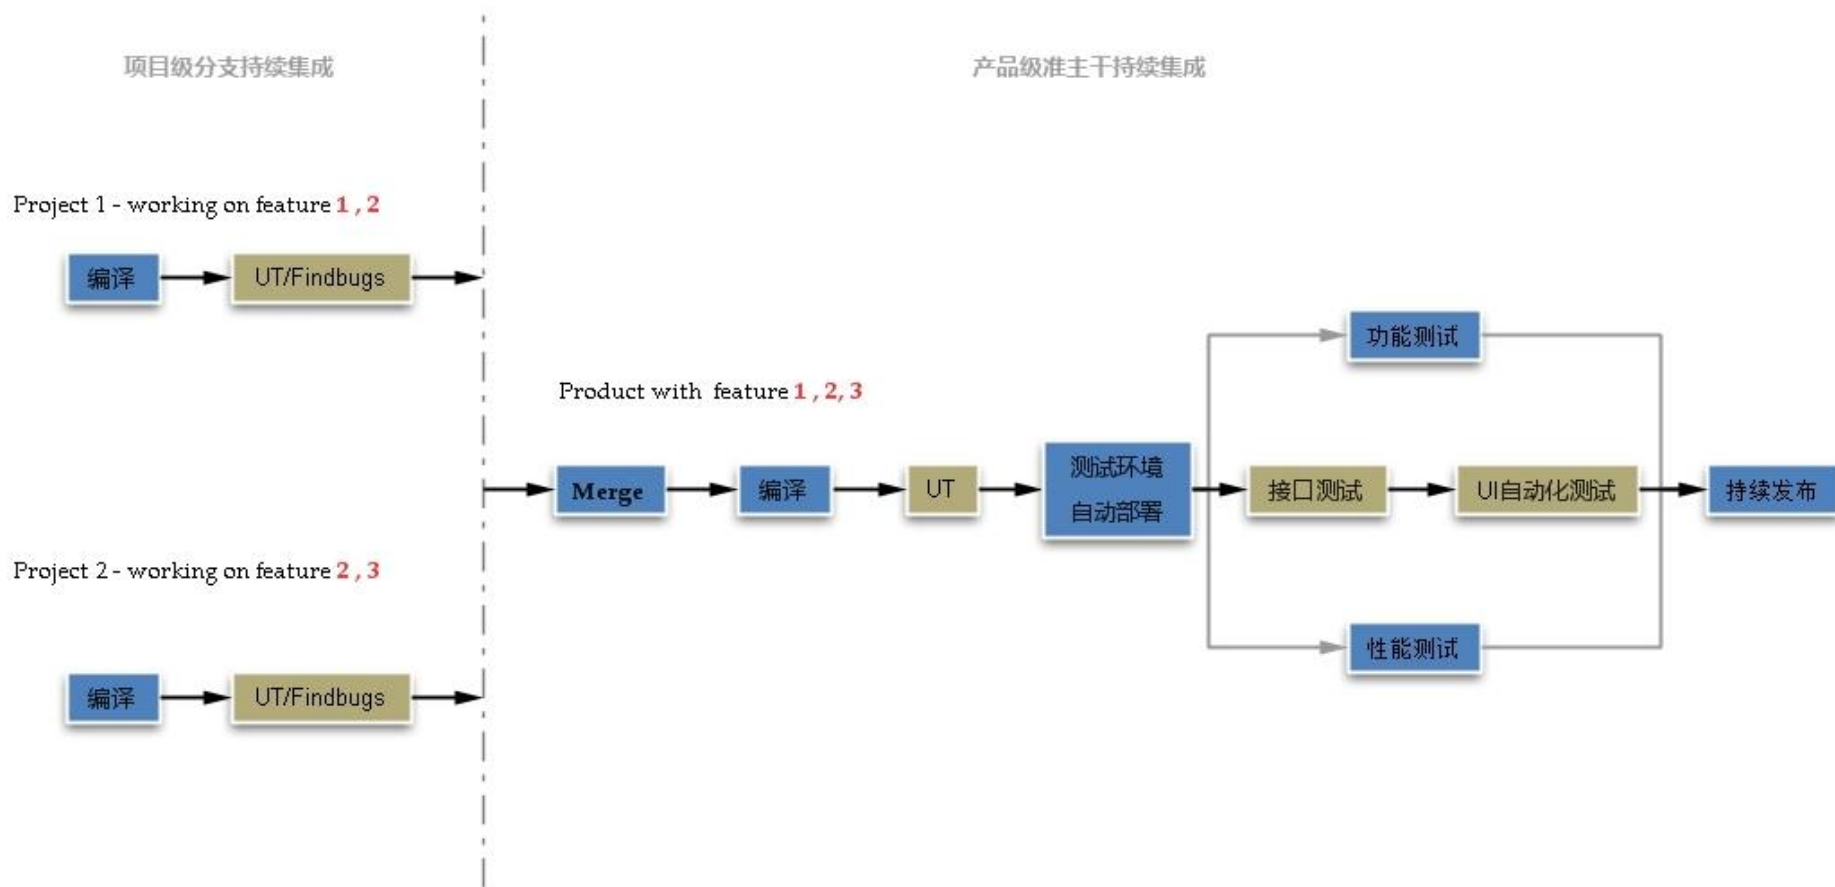 项目级分支持续集成
产品级准主干持续集成
Project 1 - working on feature 1 , 2
编译
UT/Findbugs
功能测试
Product with feature 1 , 2, 3
Merge
编译
UT
测试环境
自动部署
接口测试
UI自动化测试
持续发布
Project 2 - working on feature 2 , 3
编译
UT/Findbugs
性能测试